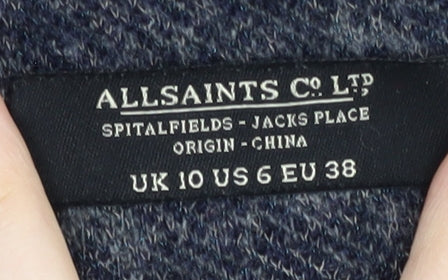 ALLSAINTS Co. LTD
SPITALFIELDS - JACKS PLACE
ORIGIN - CHINA
UK 10 US 6 EU 38